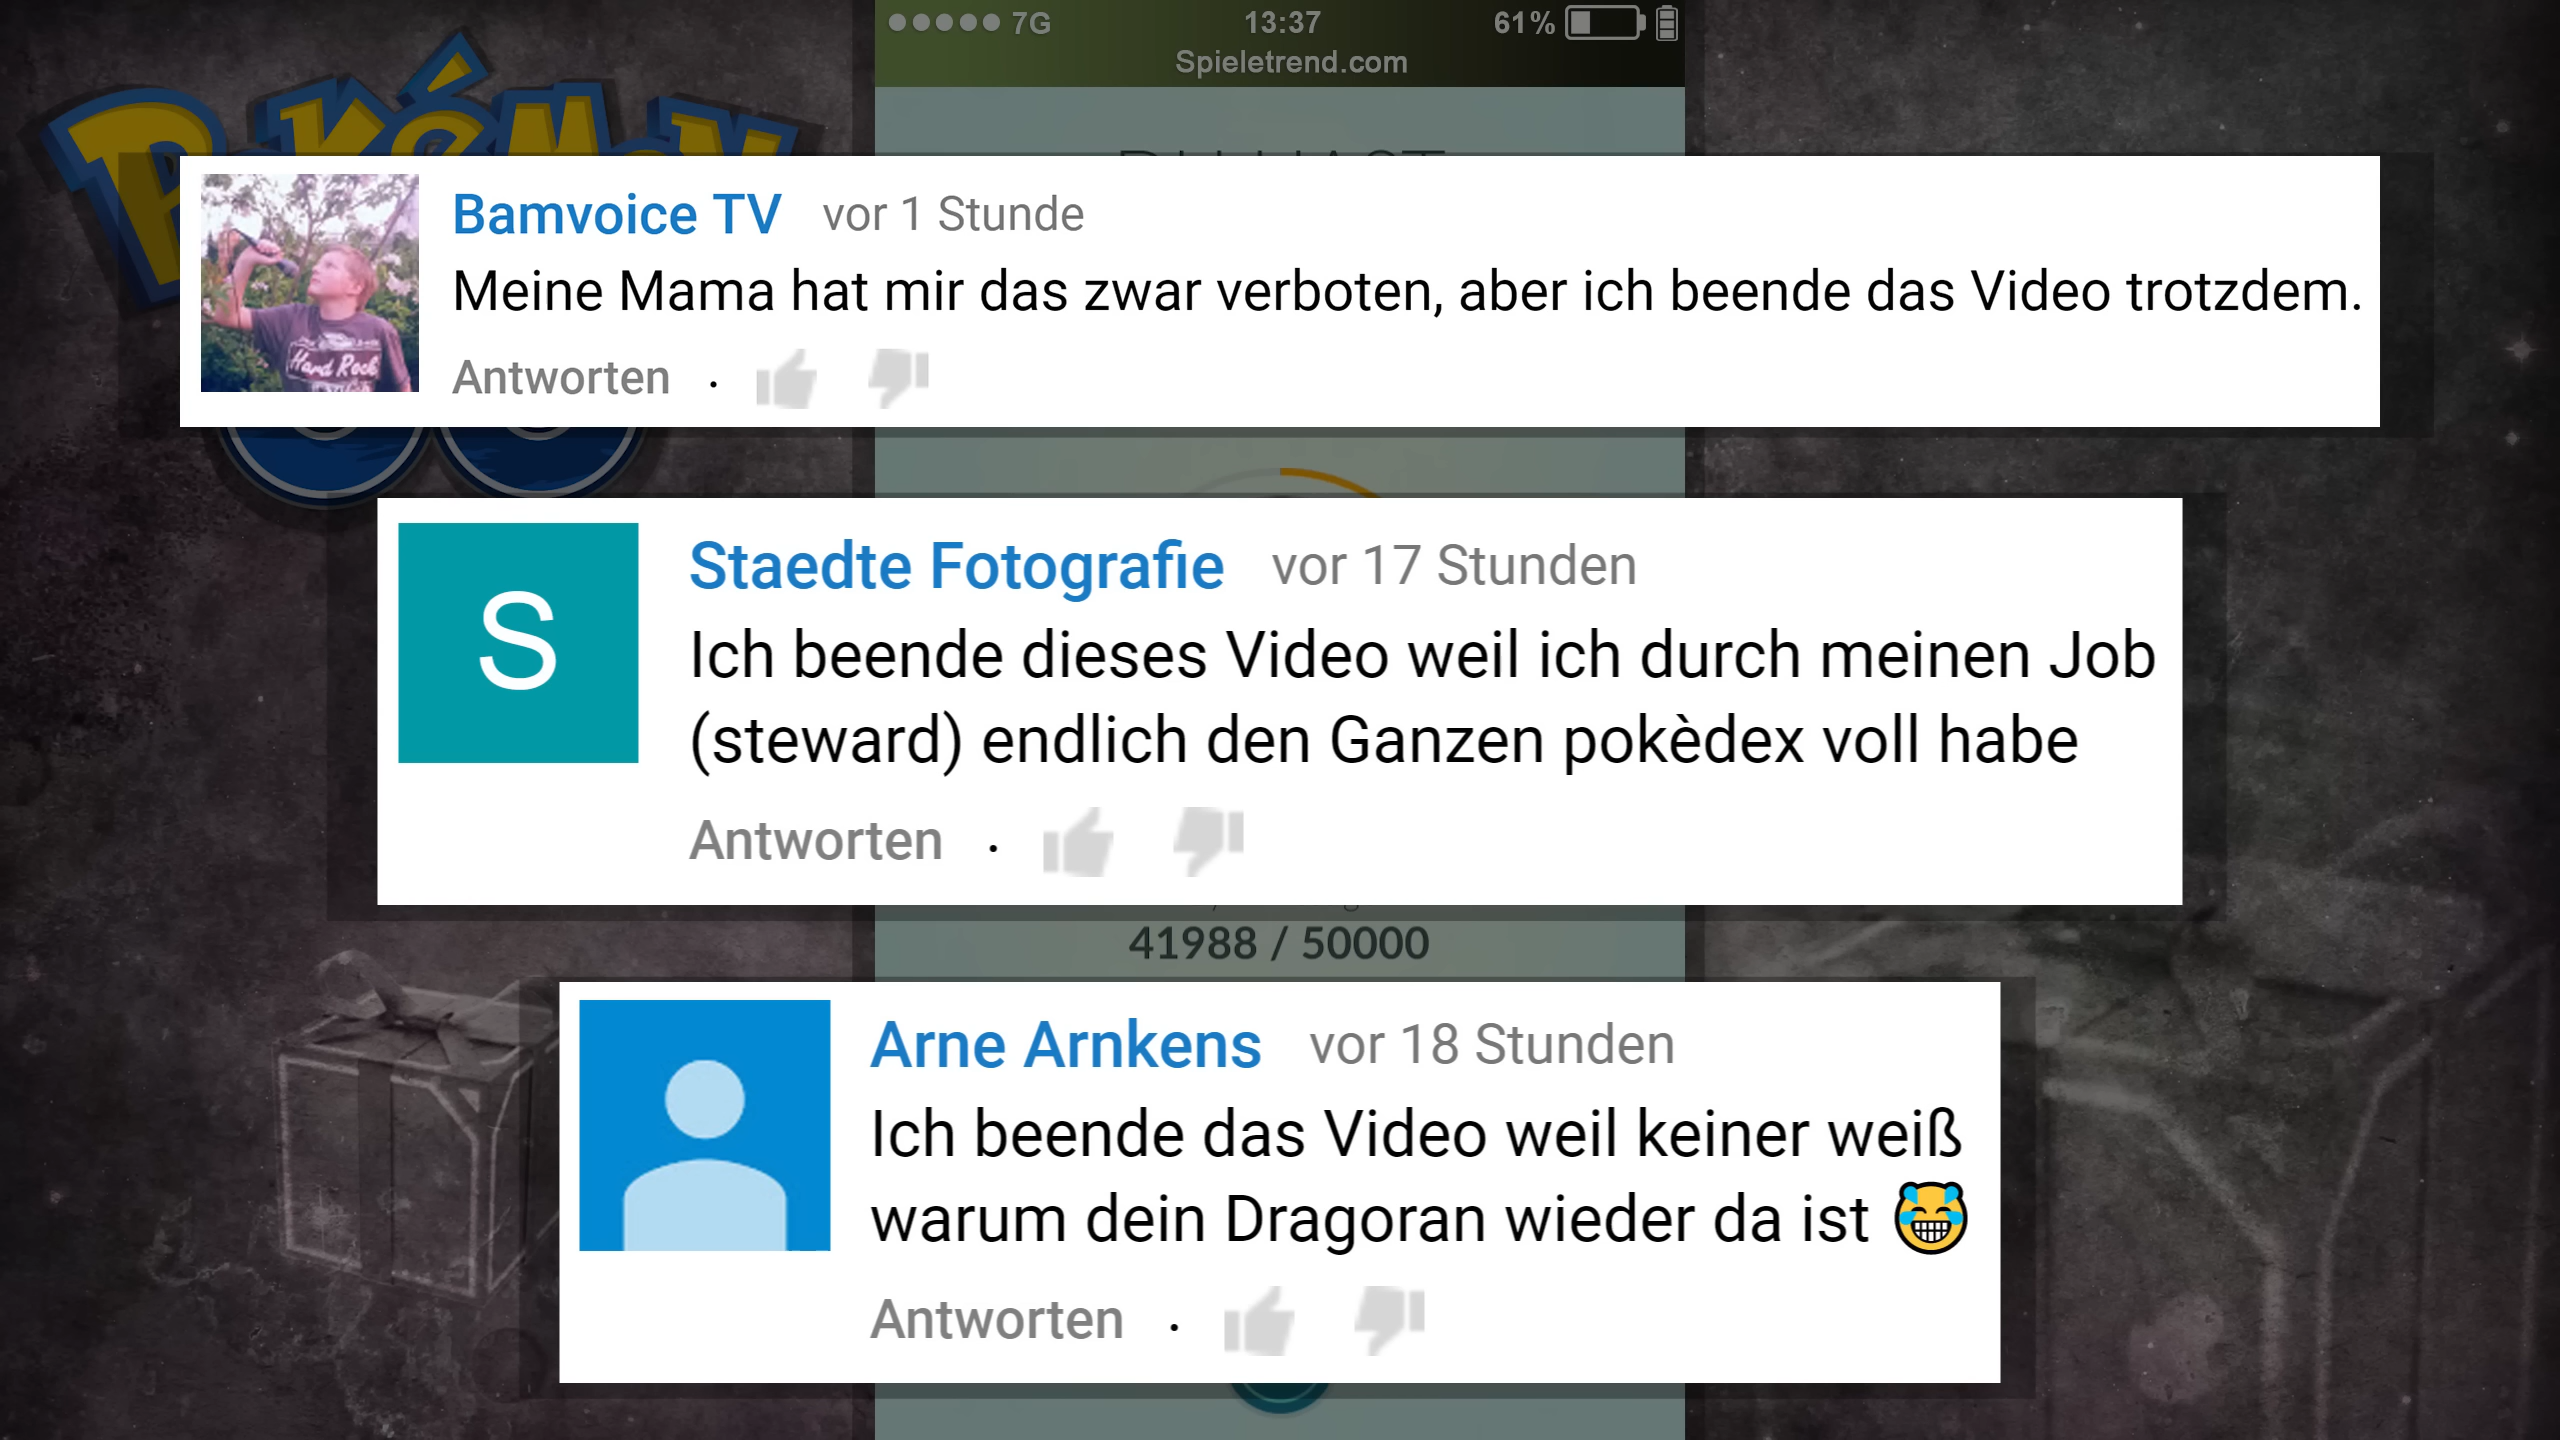 7G 13:37 61%
Spieletrend.com
Pokémon
Bamvoice TV vor 1 Stunde
Meine Mama hat mir das zwar verboten, aber ich beende das Video trotzdem.
Hard Rock
Antworten ·
S
Staedte Fotografie vor 17 Stunden
Ich beende dieses Video weil ich durch meinen Job
(steward) endlich den Ganzen pokèdex voll habe
Antworten ·
41988 / 50000
Arne Arnkens vor 18 Stunden
Ich beende das Video weil keiner weiß
warum dein Dragoran wieder da ist 😂
Antworten ·